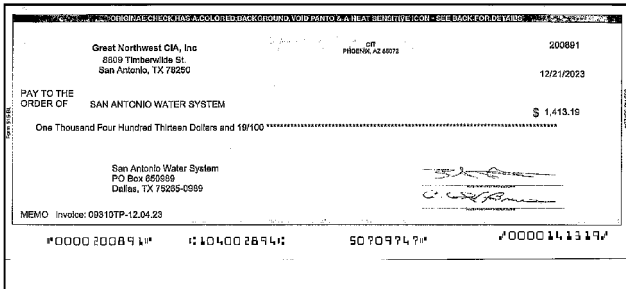 ORIGINAL CHECK HAS A COLORED BACKGROUND, VOID PANTO & A HEAT SENSITIVE ICON - SEE BACK FOR DETAILS
Great Northwest CIA, Inc
8809 Timberwilde St.
San Antonio, TX 78250
CIT
PHOENIX, AZ 85072
200891
12/21/2023
PAY TO THE
ORDER OF SAN ANTONIO WATER SYSTEM
$ 1,413.19
One Thousand Four Hundred Thirteen Dollars and 19/100
San Antonio Water System
PO Box 650989
Dallas, TX 75265-0989
MEMO Invoice: 09310TP-12.04.23
⑈0000200891⑈ ⑆104002894⑆ 50709747⑈ ⑇0000141319⑇